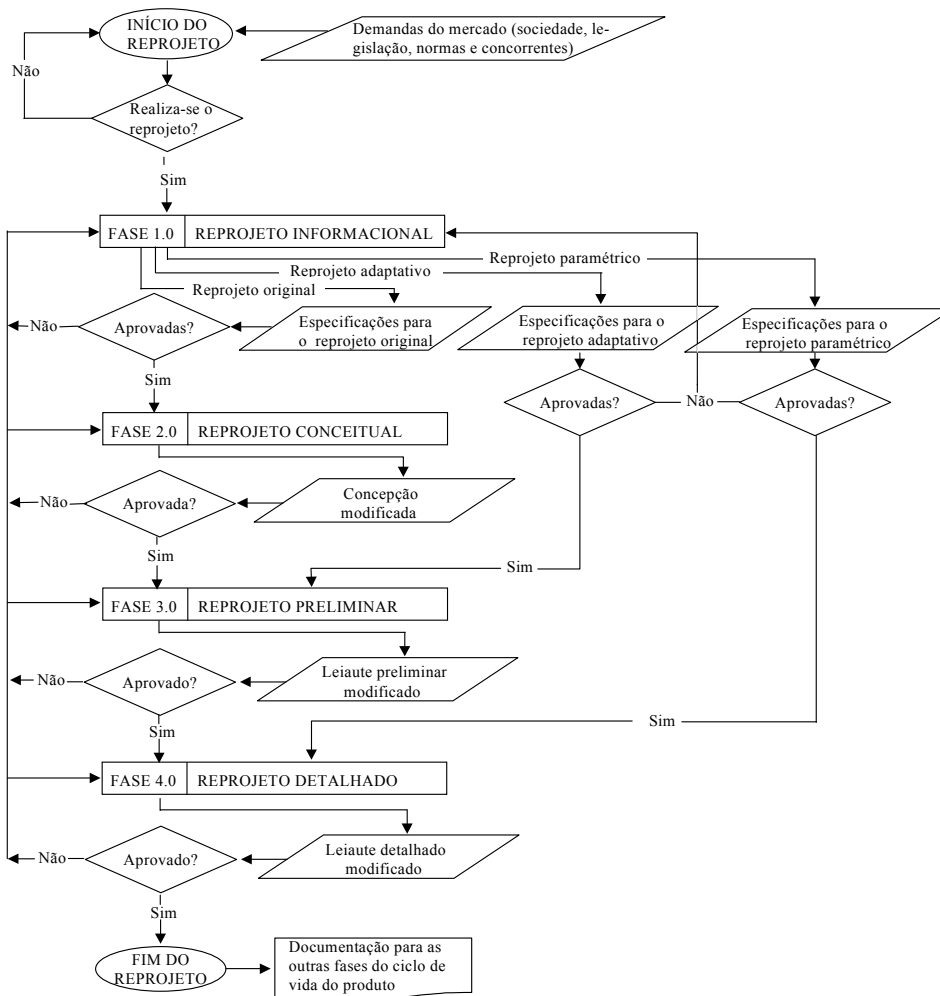 INÍCIO DO
REPROJETO
Demandas do mercado (sociedade, le-
gislação, normas e concorrentes)
Não
Realiza-se o
reprojeto?
Sim
FASE 1.0 REPROJETO INFORMACIONAL
Reprojeto paramétrico
Reprojeto adaptativo
Reprojeto original
Não
Aprovadas?
Especificações para
o reprojeto original
Especificações para o
reprojeto adaptativo
Especificações para o
reprojeto paramétrico
Sim
Aprovadas?
Não
Aprovadas?
FASE 2.0 REPROJETO CONCEITUAL
Não
Aprovada?
Concepção
modificada
Sim
Sim
FASE 3.0 REPROJETO PRELIMINAR
Não
Aprovado?
Leiaute preliminar
modificado
Sim
Sim
FASE 4.0 REPROJETO DETALHADO
Não
Aprovado?
Leiaute detalhado
modificado
Sim
FIM DO
REPROJETO
Documentação para as
outras fases do ciclo de
vida do produto